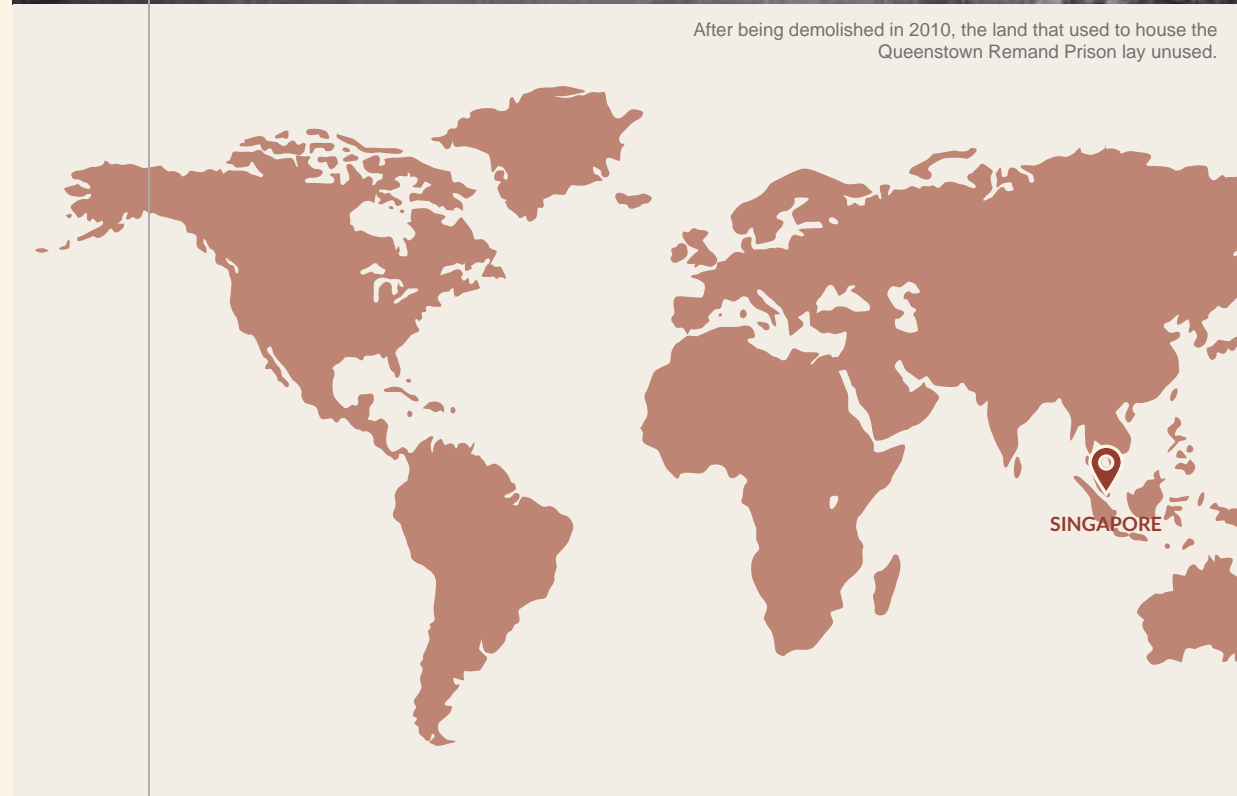 After being demolished in 2010, the land that used to house the
Queenstown Remand Prison lay unused.
SINGAPORE